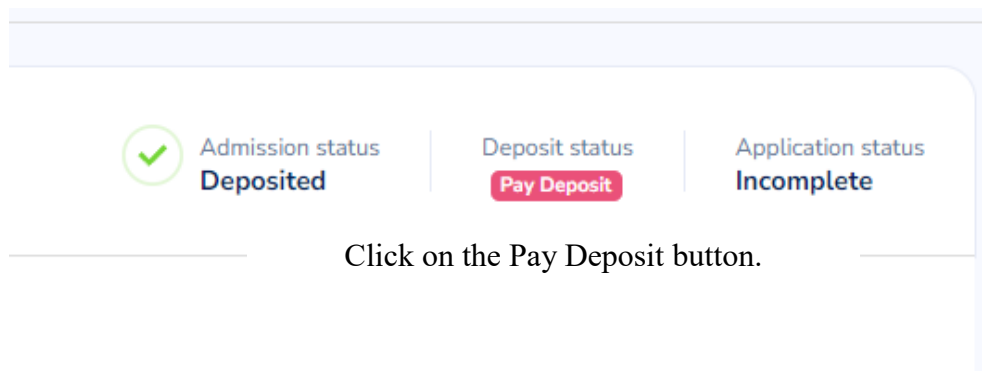 Admission status Deposit status Application status
Deposited Pay Deposit Incomplete
Click on the Pay Deposit button.